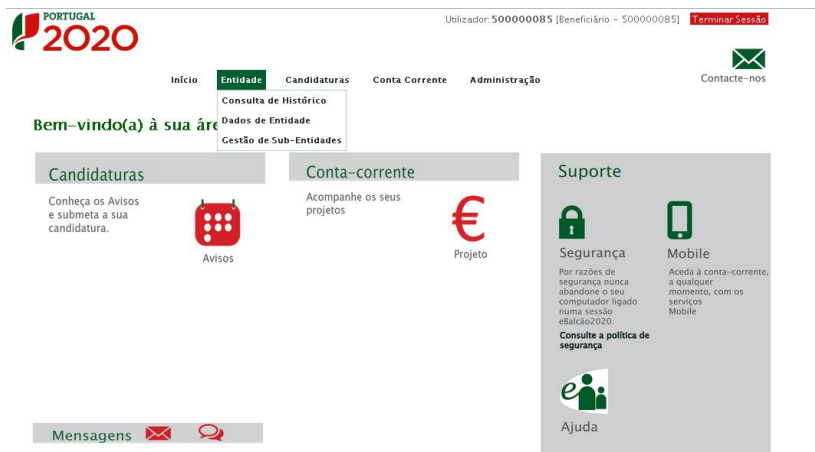 PORTUGAL
2020
Utilizador: 500000085 [Beneficiário - 500000085] Terminar Sessão
Contacte-nos
Início Entidade Candidaturas Conta Corrente Administração
Consulta de Histórico
Dados de Entidade
Gestão de Sub-Entidades
Bem-vindo(a) à sua áre
Candidaturas
Conheça os Avisos
e submeta a sua
candidatura.
Avisos
Conta-corrente
Acompanhe os seus
projetos
€
Projeto
Suporte
Segurança
Por razões de
segurança nunca
abandone o seu
computador ligado
numa sessão
eBalcão2020.
Consulte a política de
segurança
Mobile
Aceda à conta-corrente,
a qualquer
momento, com os
serviços
Mobile
e
Ajuda
Mensagens